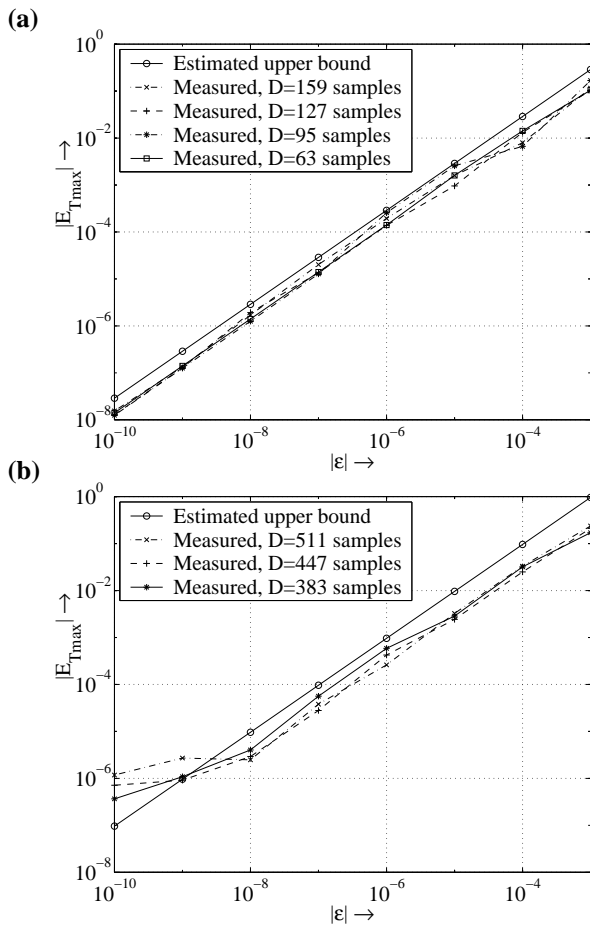 (a)
10^0
10^-2
10^-4
10^-6
10^-8
|E_Tmax| →
Estimated upper bound
Measured, D=159 samples
Measured, D=127 samples
Measured, D=95 samples
Measured, D=63 samples
10^-10 10^-8 10^-6 10^-4
|ε| →
(b)
10^0
10^-2
10^-4
10^-6
10^-8
|E_Tmax| →
Estimated upper bound
Measured, D=511 samples
Measured, D=447 samples
Measured, D=383 samples
10^-10 10^-8 10^-6 10^-4
|ε| →